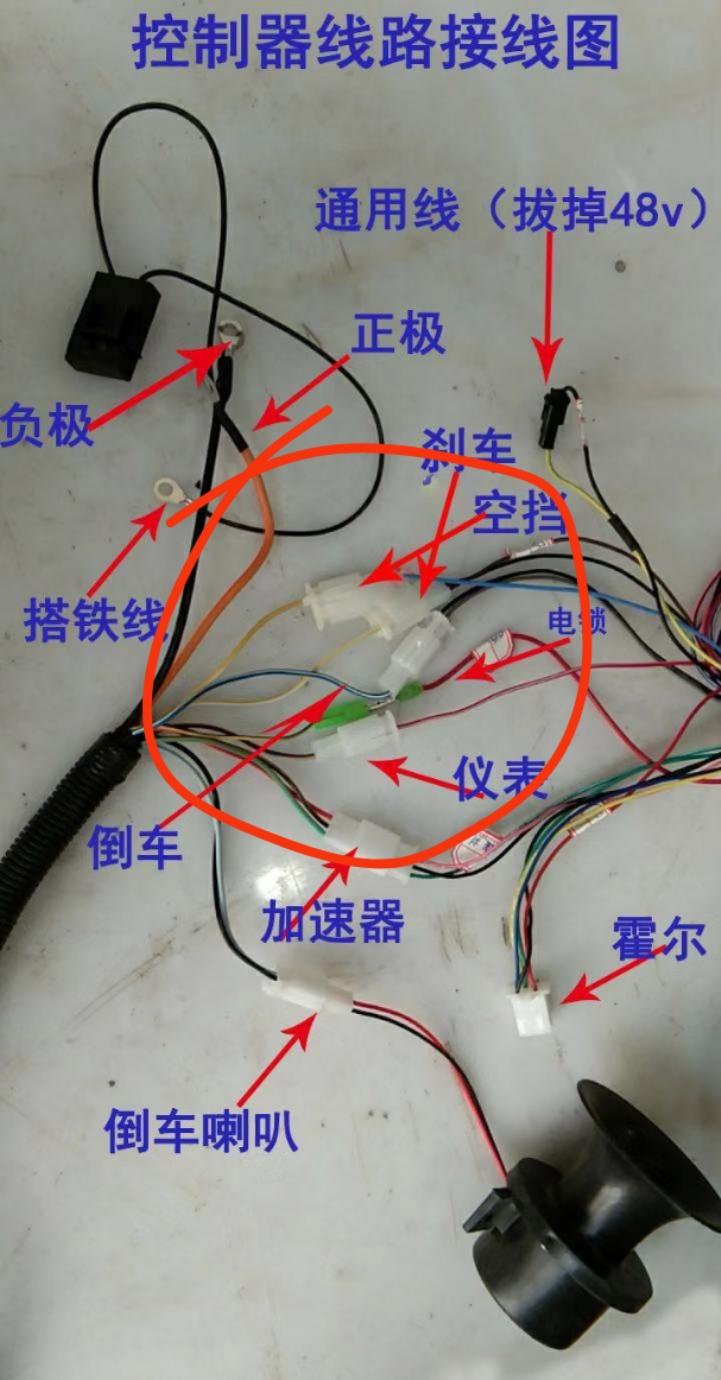 控制器线路接线图
通用线（拔掉48v）
正极
负极
刹车
空挡
搭铁线
电锁
仪表
倒车
加速器
霍尔
倒车喇叭